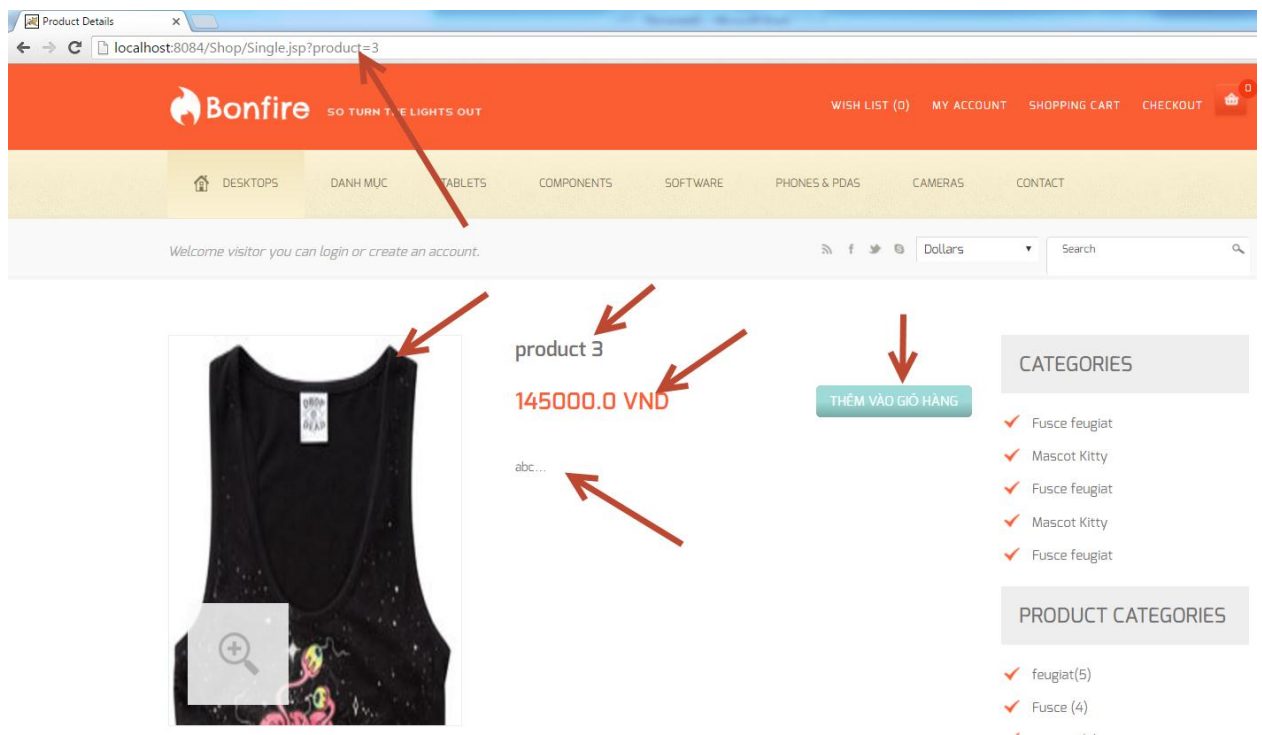 Product Details
localhost:8084/Shop/Single.jsp?product=3
Bonfire SO TURN THE LIGHTS OUT
WISH LIST (0) MY ACCOUNT SHOPPING CART CHECKOUT 0
DESKTOPS DANH MỤC TABLETS COMPONENTS SOFTWARE PHONES & PDAS CAMERAS CONTACT
Welcome visitor you can login or create an account.
Dollars Search
product 3
145000.0 VND
THÊM VÀO GIỎ HÀNG
abc...
DROP
DEAD
CATEGORIES
Fusce feugiat
Mascot Kitty
Fusce feugiat
Mascot Kitty
Fusce feugiat
PRODUCT CATEGORIES
feugiat(5)
Fusce (4)